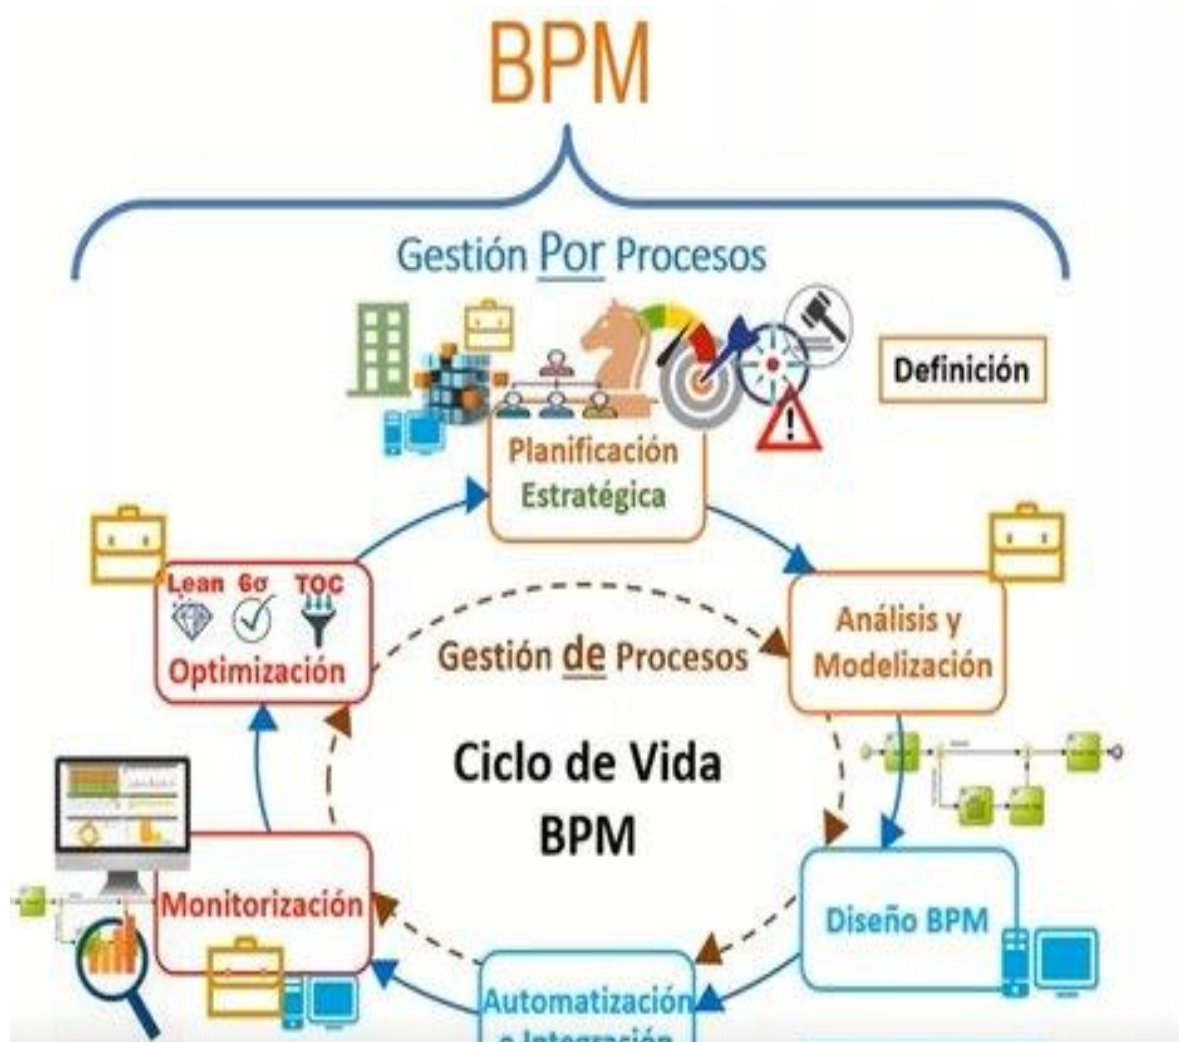 BPM
Gestión Por Procesos
Definición
Planificación
Estratégica
Lean 6σ TOC
Optimización
Análisis y
Modelización
Gestión de Procesos
Ciclo de Vida
BPM
Monitorización
Diseño BPM
Automatización
e Integración